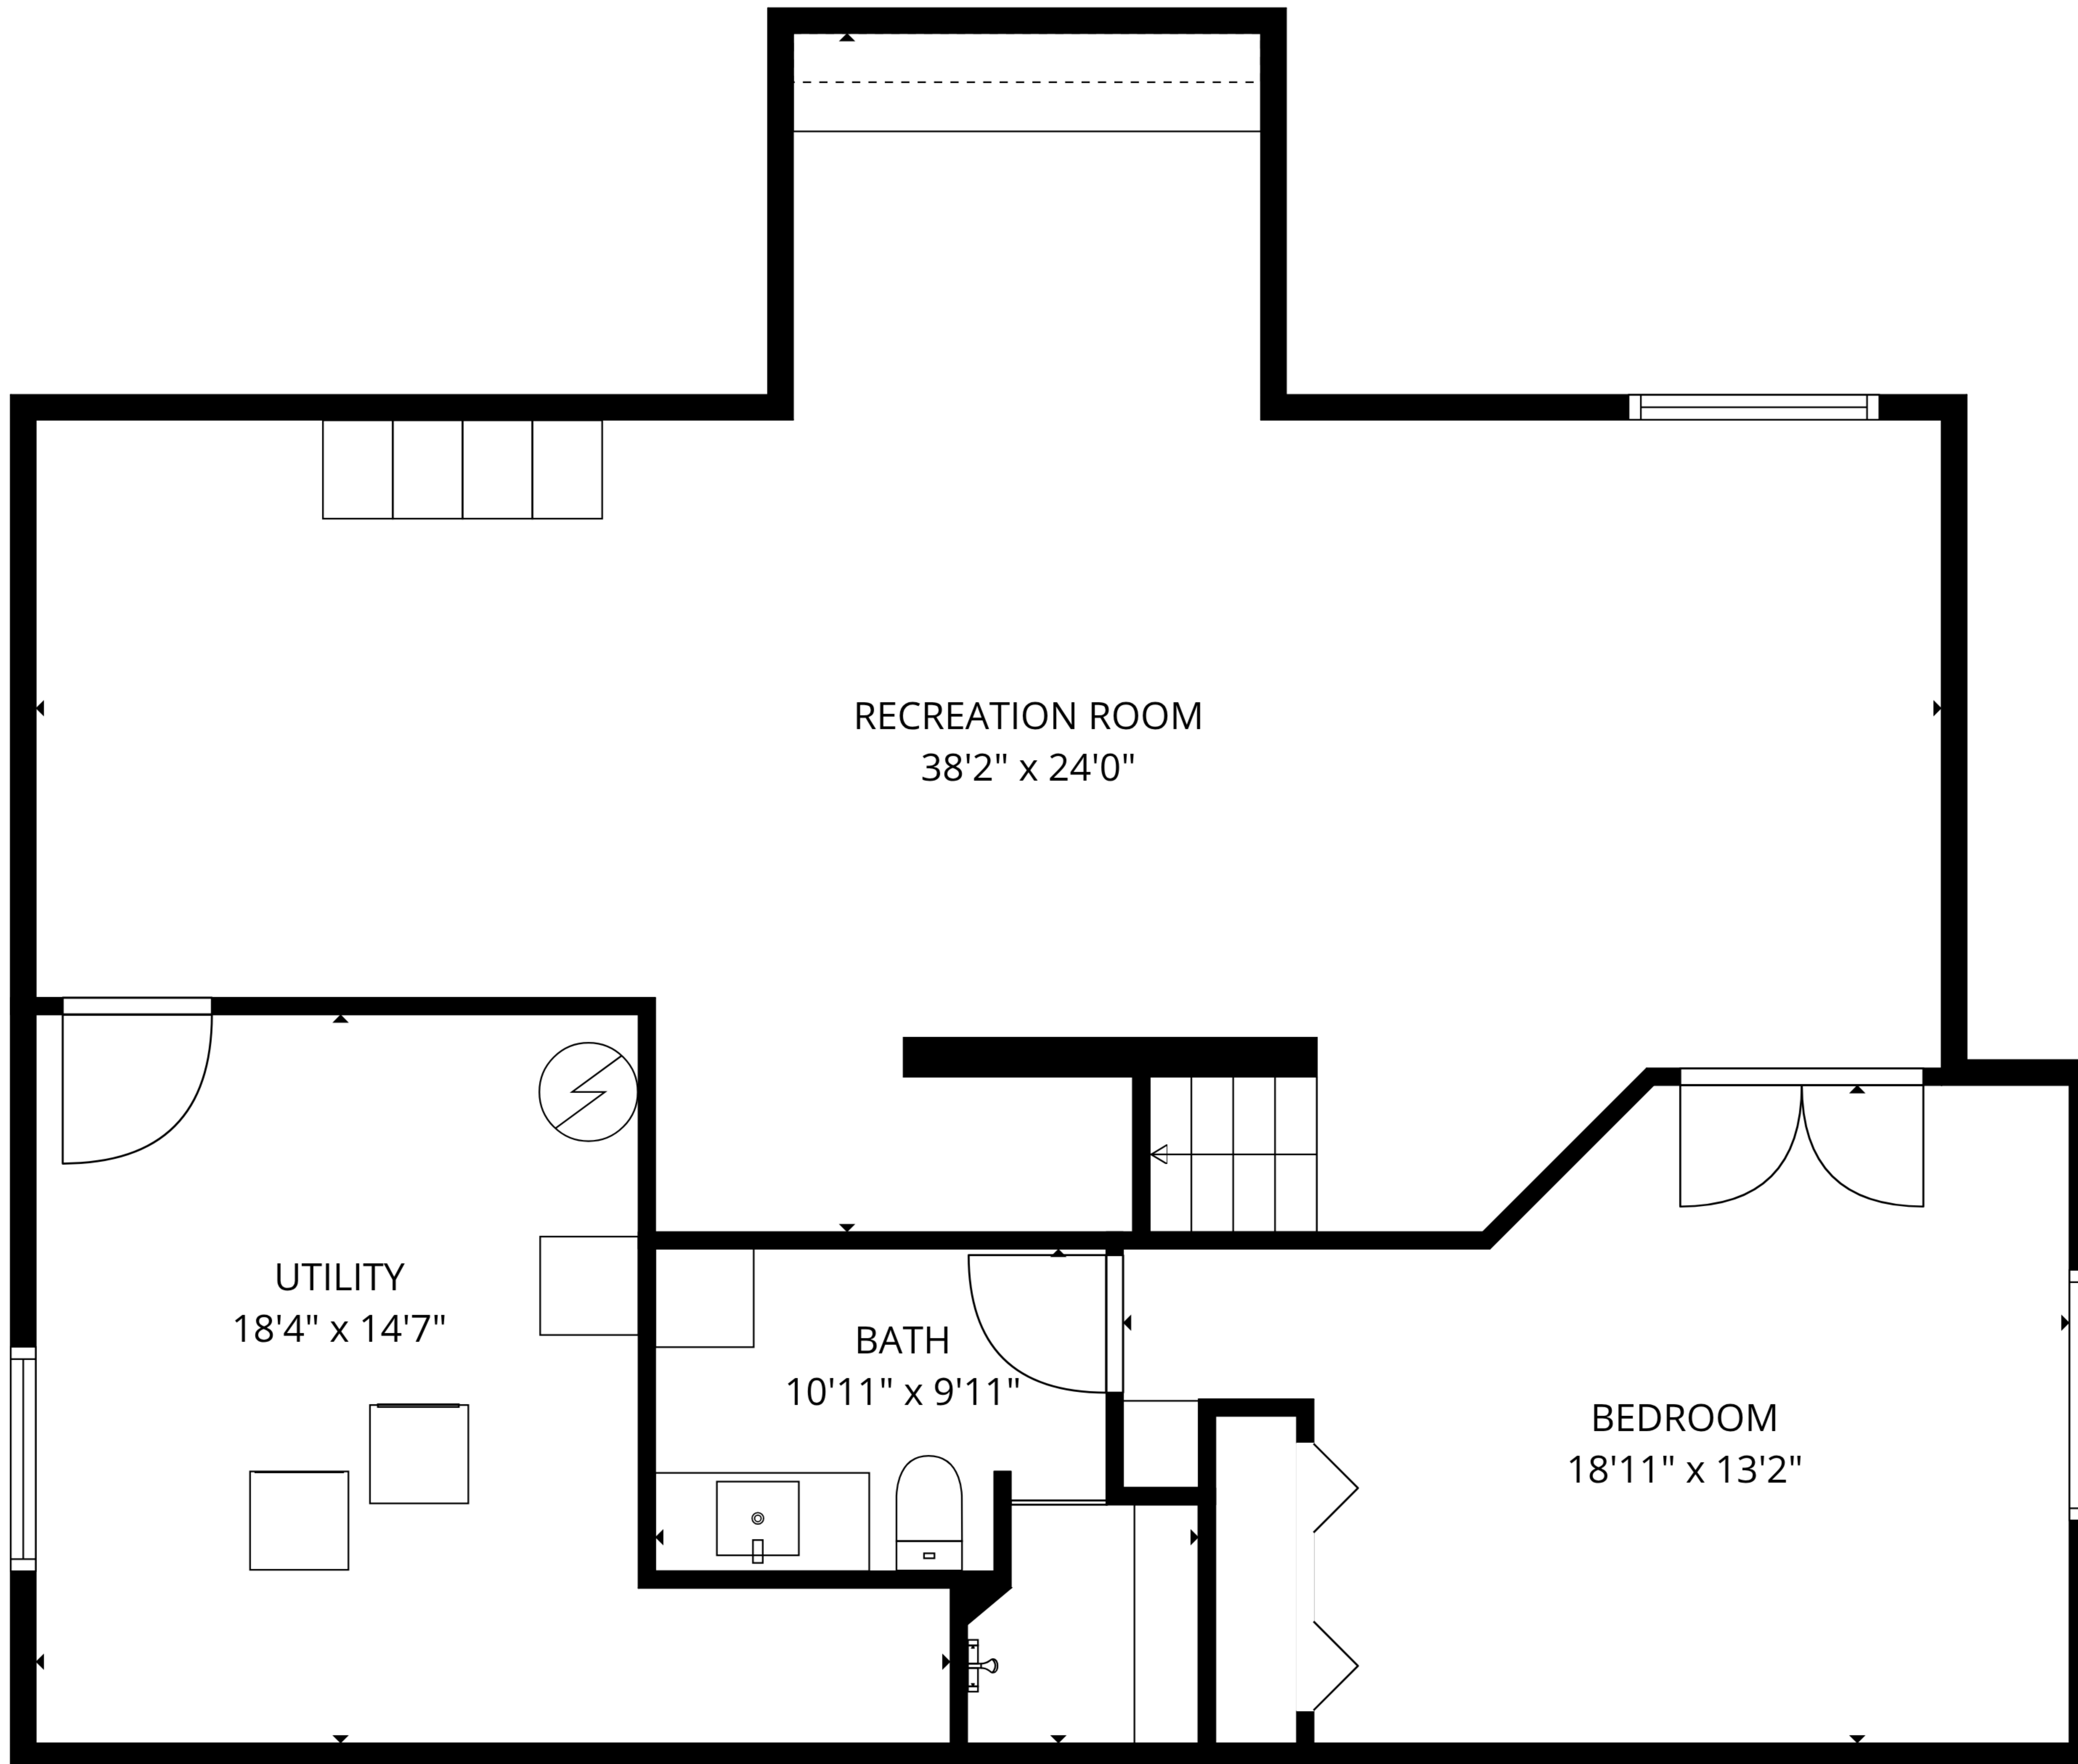 RECREATION ROOM
38'2" x 24'0"
UTILITY
18'4" x 14'7"
BATH
10'11" x 9'11"
BEDROOM
18'11" x 13'2"